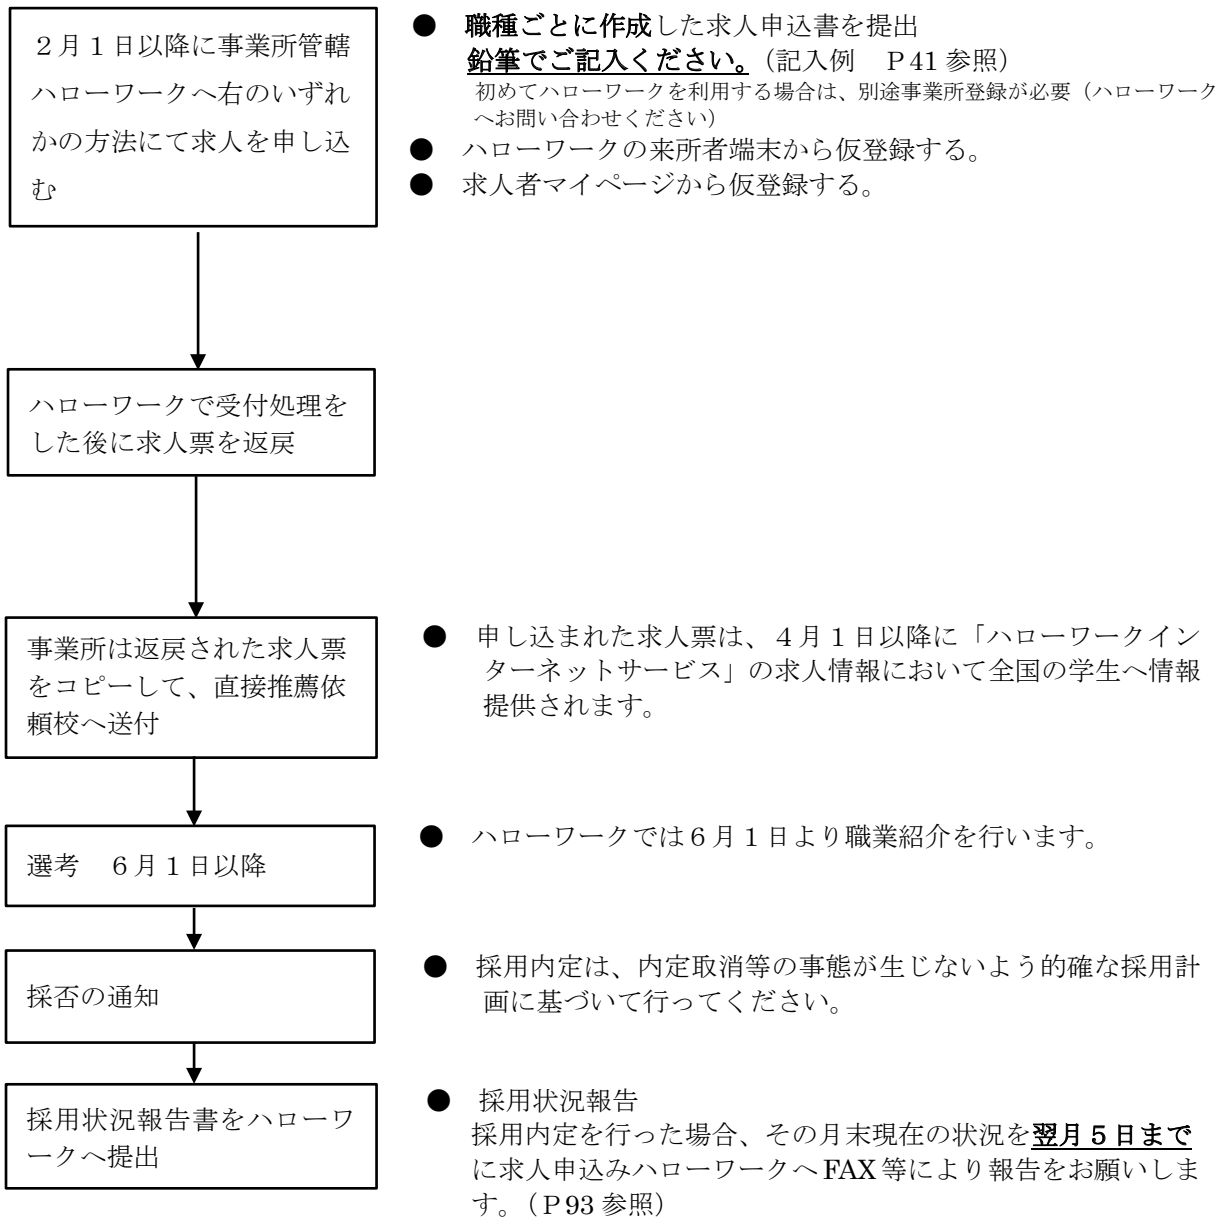 ２月１日以降に事業所管轄
ハローワークへ右のいずれ
かの方法にて求人を申し込
む
●　職種ごとに作成した求人申込書を提出
鉛筆でご記入ください。（記入例　Ｐ41 参照）
初めてハローワークを利用する場合は、別途事業所登録が必要（ハローワーク
へお問い合わせください）
●　ハローワークの来所者端末から仮登録する。
●　求人者マイページから仮登録する。
ハローワークで受付処理を
した後に求人票を返戻
事業所は返戻された求人票
をコピーして、直接推薦依
頼校へ送付
●　申し込まれた求人票は、４月１日以降に「ハローワークイン
ターネットサービス」の求人情報において全国の学生へ情報
提供されます。
選考　６月１日以降
●　ハローワークでは６月１日より職業紹介を行います。
採否の通知
●　採用内定は、内定取消等の事態が生じないよう的確な採用計
画に基づいて行ってください。
採用状況報告書をハローワ
ークへ提出
●　採用状況報告
採用内定を行った場合、その月末現在の状況を翌月５日まで
に求人申込みハローワークへ FAX 等により報告をお願いしま
す。（Ｐ93 参照）